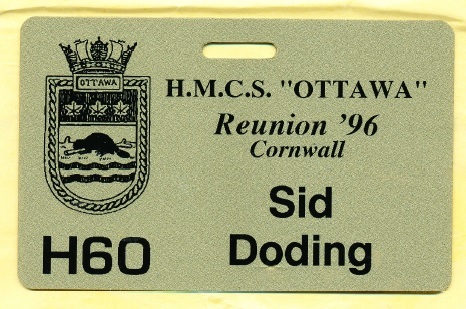 OTTAWA
H.M.C.S. "OTTAWA"
Reunion '96
Cornwall
Sid
Doding
H60